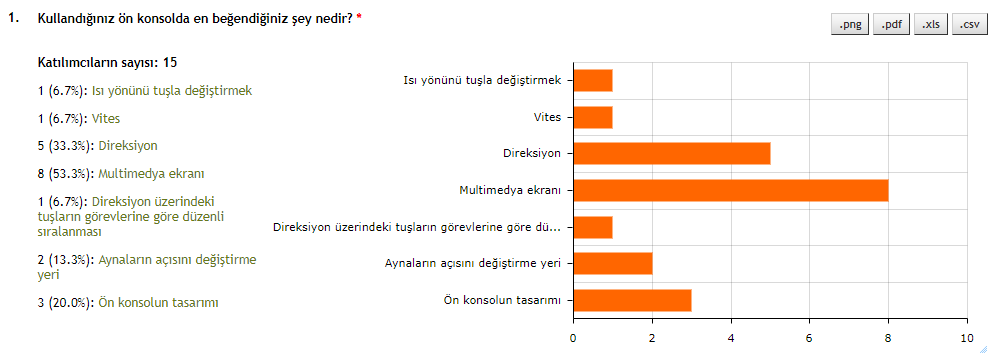 1. Kullandığınız ön konsolda en beğendiğiniz şey nedir? *
.png .pdf .xls .csv
Katılımcıların sayısı: 15
1 (6.7%): Isı yönünü tuşla değiştirmek
1 (6.7%): Vites
5 (33.3%): Direksiyon
8 (53.3%): Multimedya ekranı
1 (6.7%): Direksiyon üzerindeki
tuşların görevlerine göre düzenli
sıralanması
2 (13.3%): Aynaların açısını değiştirme
yeri
3 (20.0%): Ön konsolun tasarımı
Isı yönünü tuşla değiştirmek
Vites
Direksiyon
Multimedya ekranı
Direksiyon üzerindeki tuşların görevlerine göre dü...
Aynaların açısını değiştirme yeri
Ön konsolun tasarımı
0 2 4 6 8 10